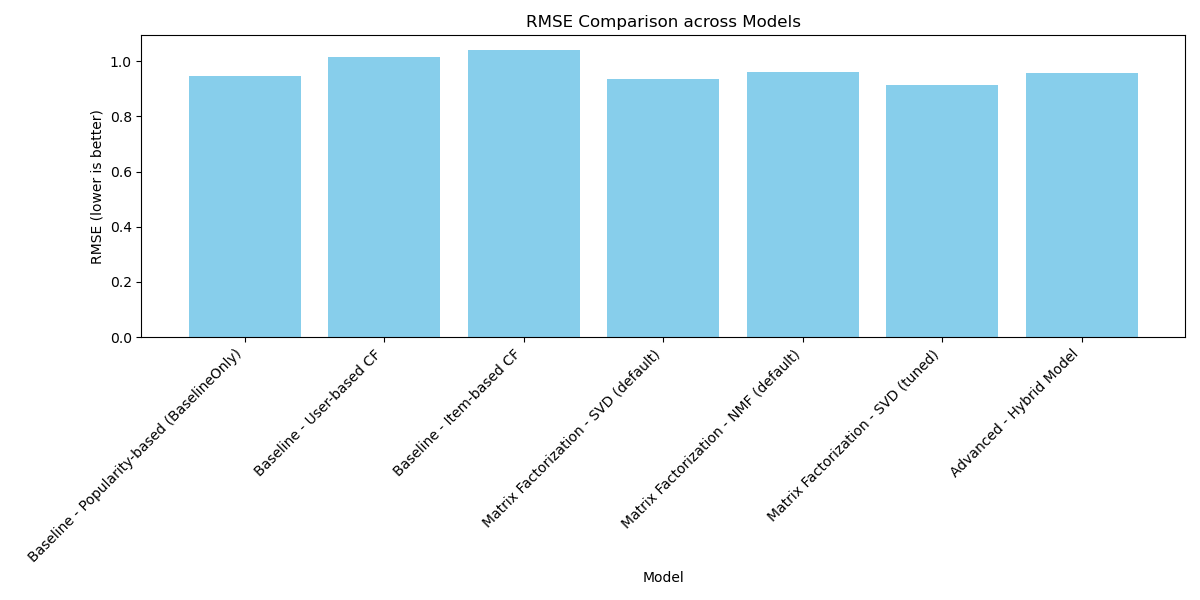 RMSE Comparison across Models
RMSE (lower is better)
1.0
0.8
0.6
0.4
0.2
0.0
Baseline - Popularity-based (BaselineOnly)
Baseline - User-based CF
Baseline - Item-based CF
Matrix Factorization - SVD (default)
Matrix Factorization - NMF (default)
Matrix Factorization - SVD (tuned)
Advanced - Hybrid Model
Model